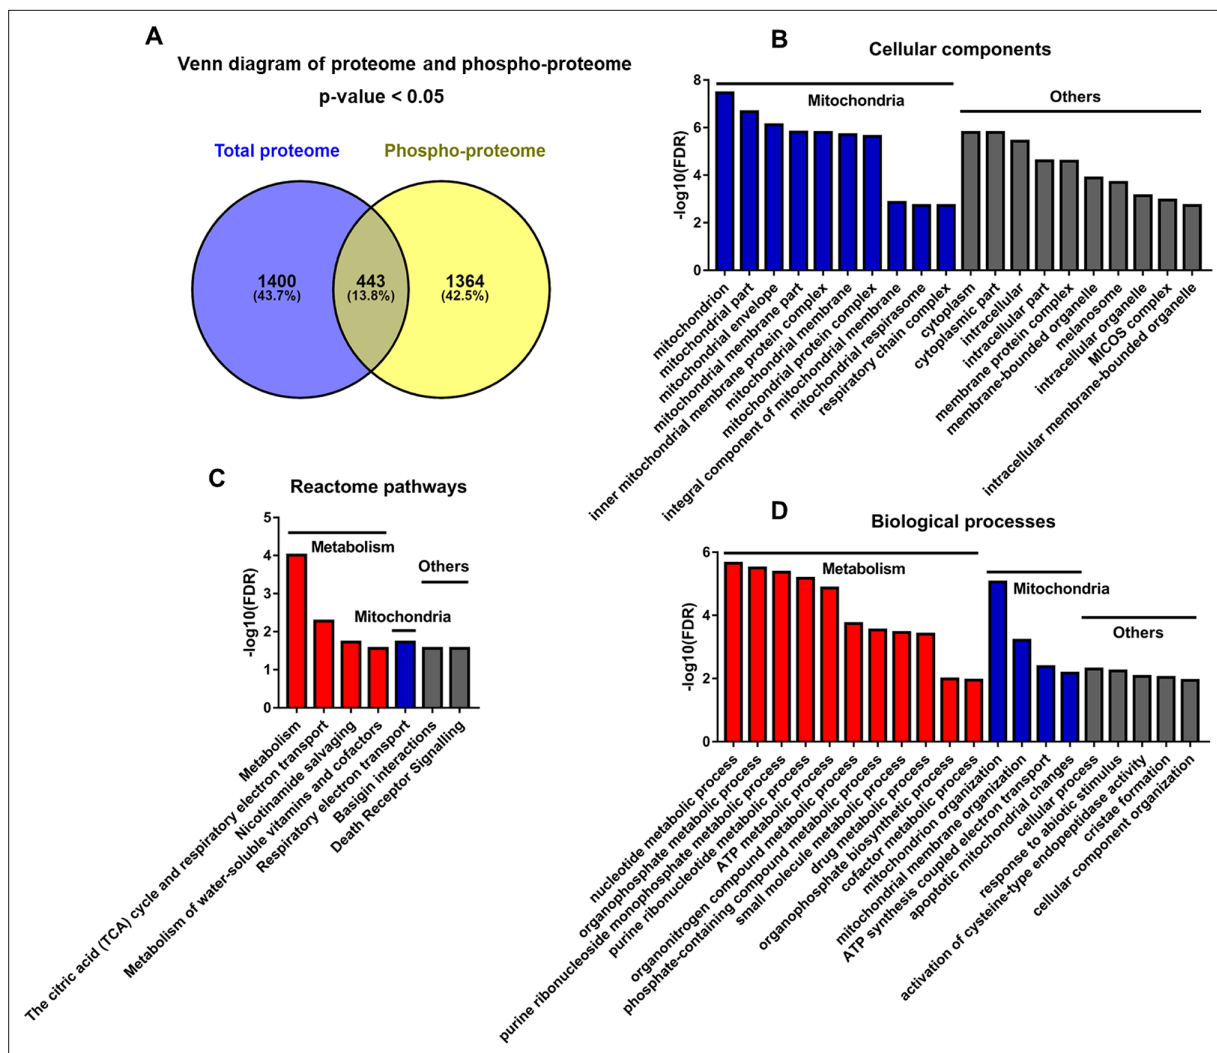 A
Venn diagram of proteome and phospho-proteome
p-value < 0.05
Total proteome
Phospho-proteome
1400
(43.7%)
443
(13.8%)
1364
(42.5%)
B
Cellular components
Mitochondria
Others
-log10(FDR)
8
6
4
2
0
mitochondrion
mitochondrial part
mitochondrial envelope
mitochondrial membrane part
inner mitochondrial membrane protein complex
mitochondrial membrane
mitochondrial protein complex
integral component of mitochondrial membrane
mitochondrial respirasome
respiratory chain complex
cytoplasm
cytoplasmic part
intracellular
intracellular part
membrane protein complex
membrane-bounded organelle
melanosome
intracellular organelle
MICOS complex
intracellular membrane-bounded organelle
C
Reactome pathways
Metabolism
Others
Mitochondria
-log10(FDR)
5
4
3
2
1
0
Metabolism
The citric acid (TCA) cycle and respiratory electron transport
Nicotinamide salvaging
Metabolism of water-soluble vitamins and cofactors
Respiratory electron transport
Basigin interactions
Death Receptor Signalling
D
Biological processes
Metabolism
Mitochondria
Others
-log10(FDR)
6
4
2
0
nucleotide metabolic process
organophosphate metabolic process
purine ribonucleoside monophosphate metabolic process
purine ribonucleotide metabolic process
ATP metabolic process
organonitrogen compound metabolic process
phosphate-containing compound metabolic process
small molecule metabolic process
drug metabolic process
organophosphate biosynthetic process
cofactor metabolic process
mitochondrion organization
mitochondrial membrane organization
ATP synthesis coupled electron transport
apoptotic mitochondrial changes
cellular process
response to abiotic stimulus
activation of cysteine-type endopeptidase activity
cristae formation
cellular component organization